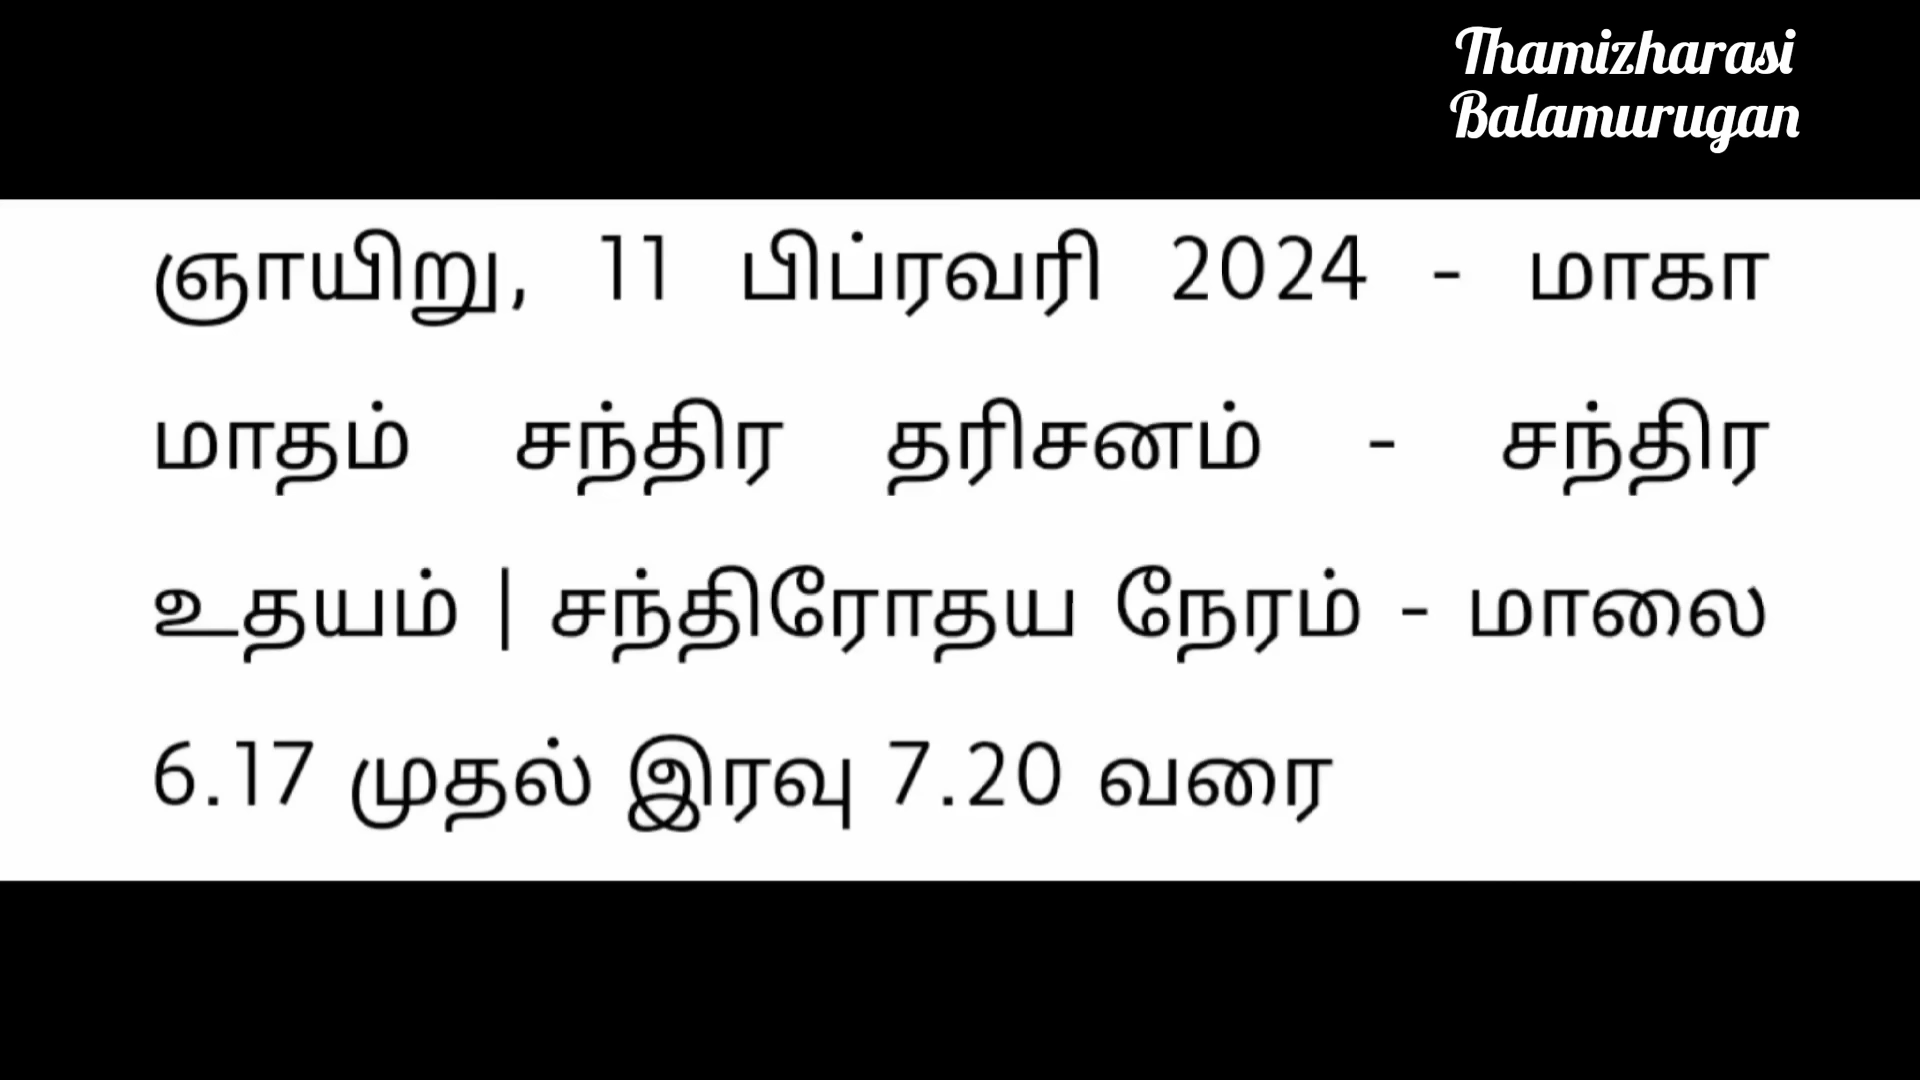 Thamizharasi
Balamurugan
ஞாயிறு, 11 பிப்ரவரி 2024 - மாகா
மாதம் சந்திர தரிசனம் - சந்திர
உதயம் | சந்திரோதய நேரம் - மாலை
6.17 முதல் இரவு 7.20 வரை